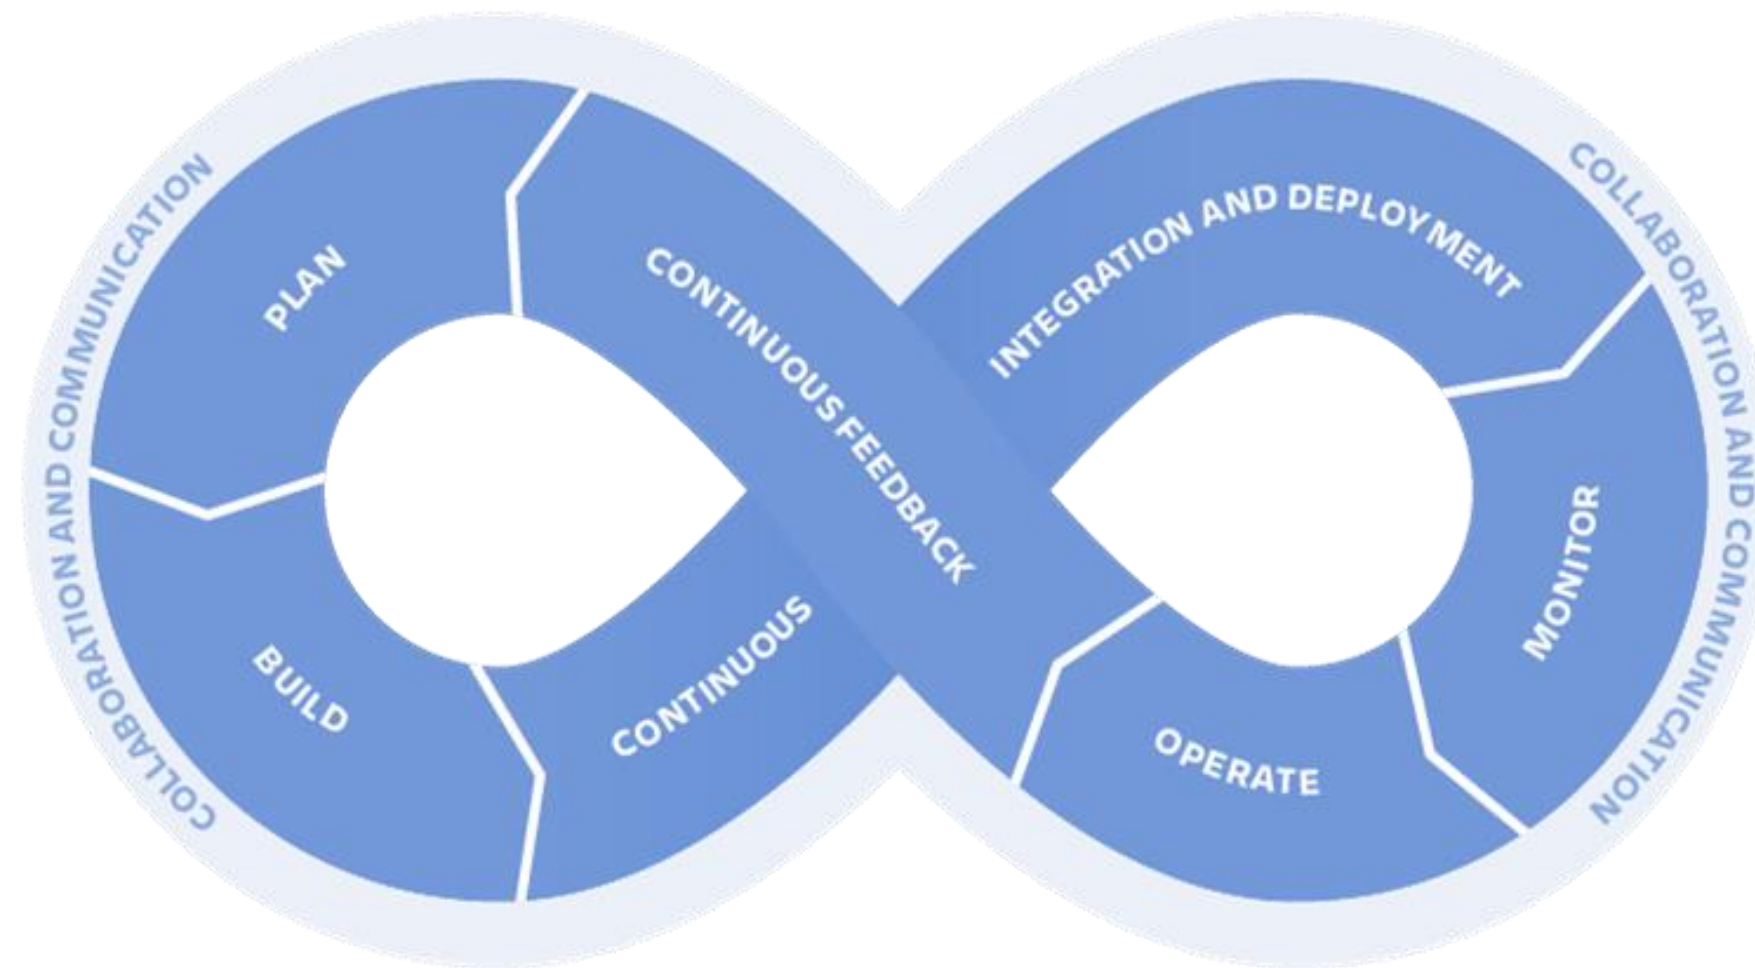 COLLABORATION AND COMMUNICATION
PLAN
BUILD
CONTINUOUS
INTEGRATION AND DEPLOYMENT
MONITOR
OPERATE
CONTINUOUS FEEDBACK
COLLABORATION AND COMMUNICATION